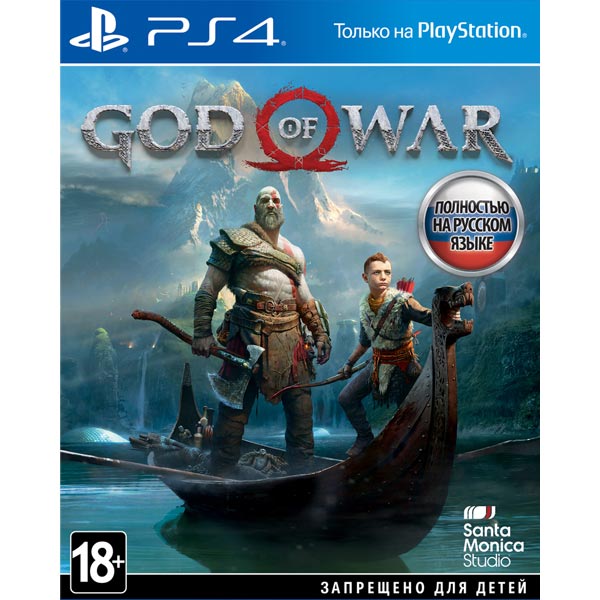 PS4
Только на PlayStation®
GOD OF WAR
ПОЛНОСТЬЮ
НА РУССКОМ
ЯЗЫКЕ
Santa
Monica
Studio
18+
ЗАПРЕЩЕНО ДЛЯ ДЕТЕЙ